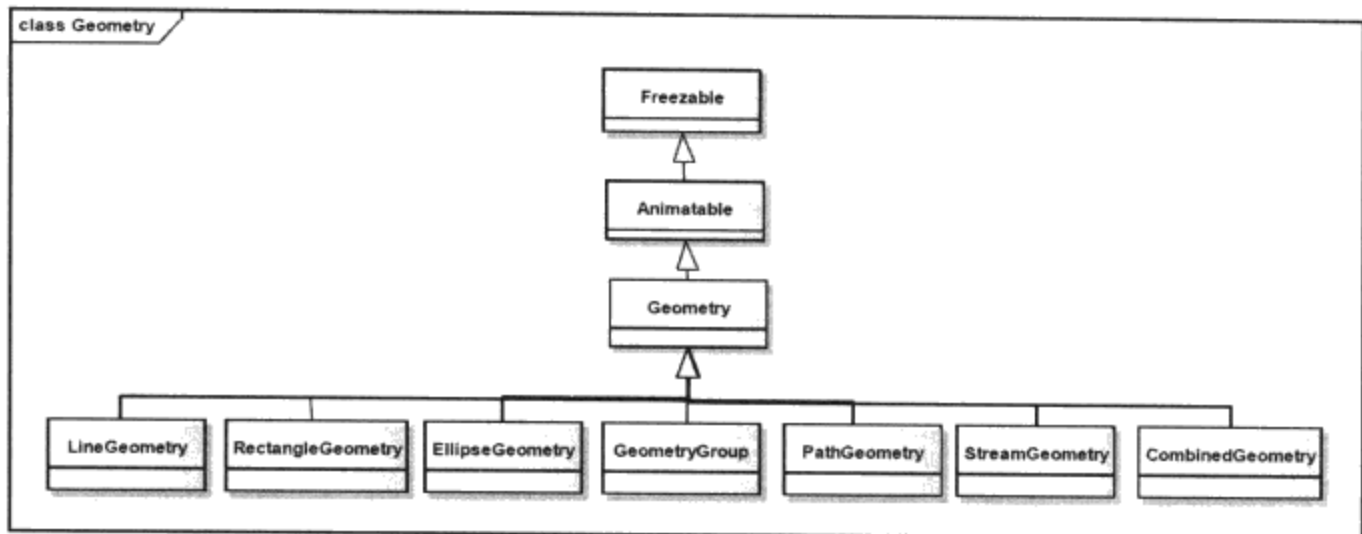 class Geometry
Freezable
Animatable
Geometry
LineGeometry
RectangleGeometry
EllipseGeometry
GeometryGroup
PathGeometry
StreamGeometry
CombinedGeometry